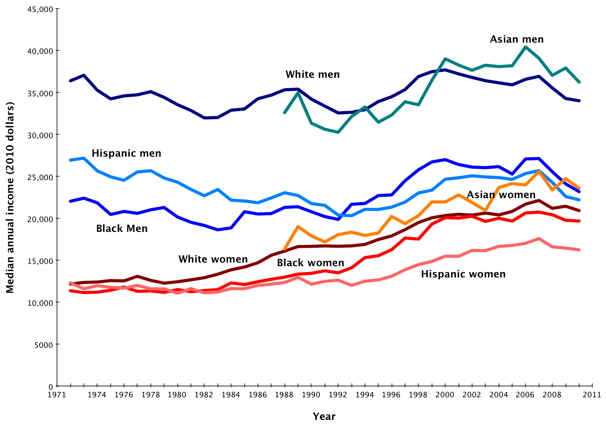 45,000
Asian men
40,000
White men
35,000
30,000
Hispanic men
25,000
Asian women
20,000
Black Men
White women
Black women
15,000
Hispanic women
10,000
5000
0
1971 1974 1976 1978 1980 1982 1984 1986 1988 1990 1992 1994 1996 1998 2000 2002 2004 2006 2008 2011
Year
Median annual income (2010 dollars)